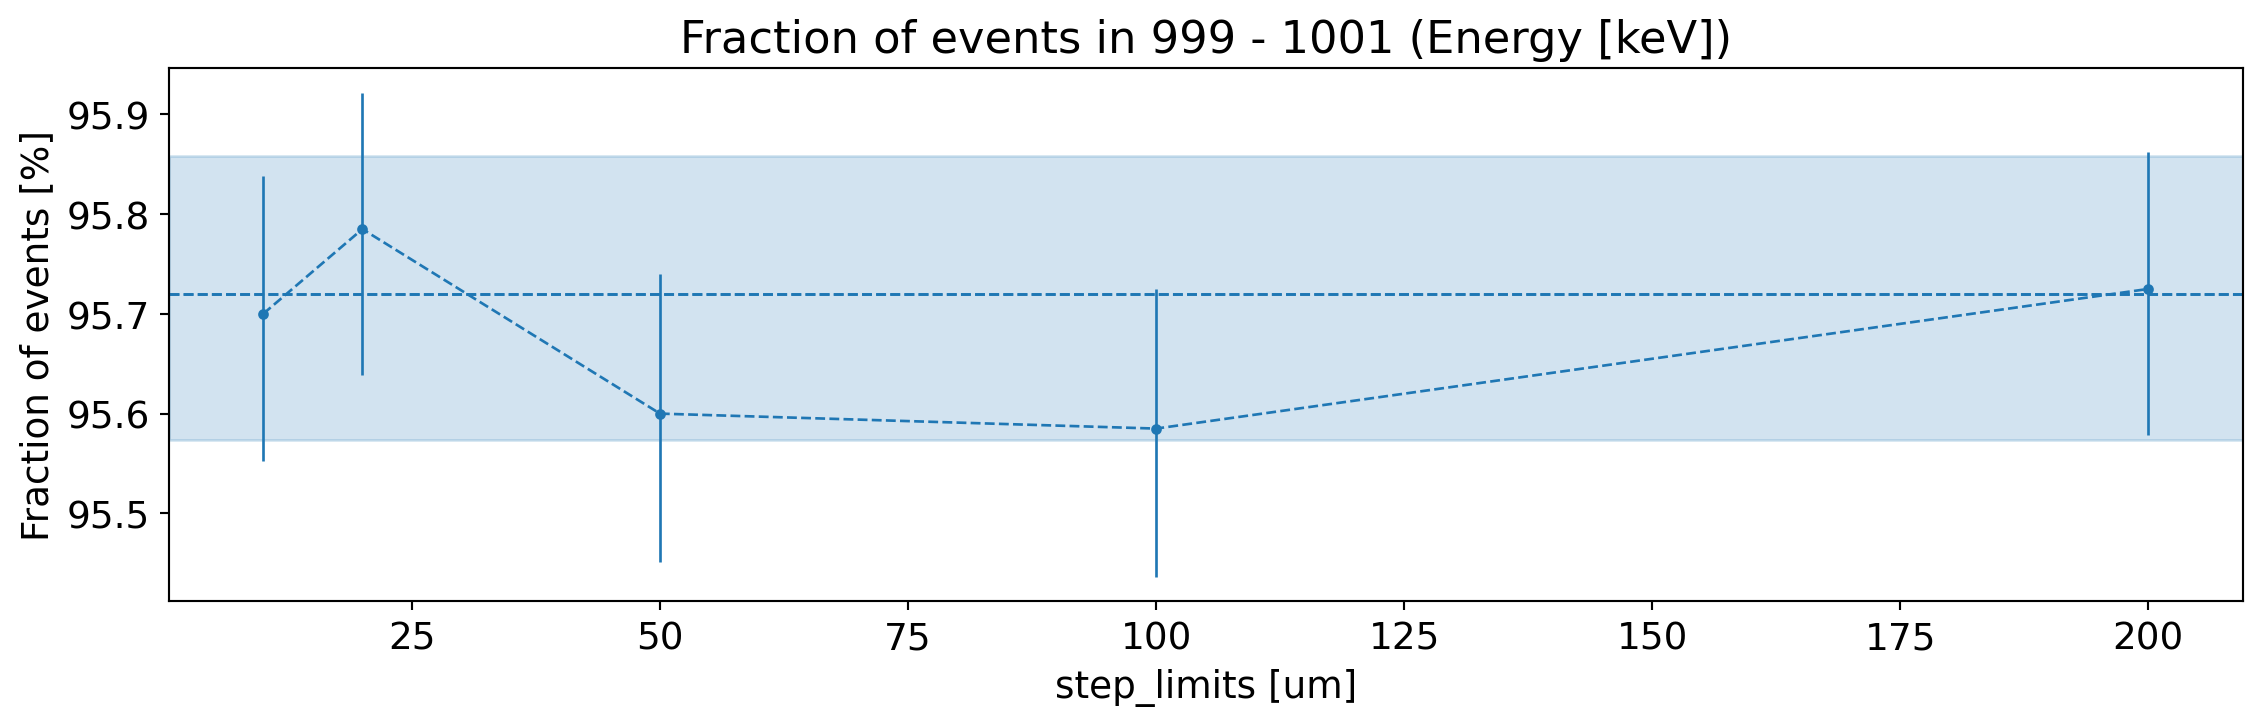 Fraction of events in 999 - 1001 (Energy [keV])
Fraction of events [%]
95.9
95.8
95.7
95.6
95.5
25 50 75 100 125 150 175 200
step_limits [um]